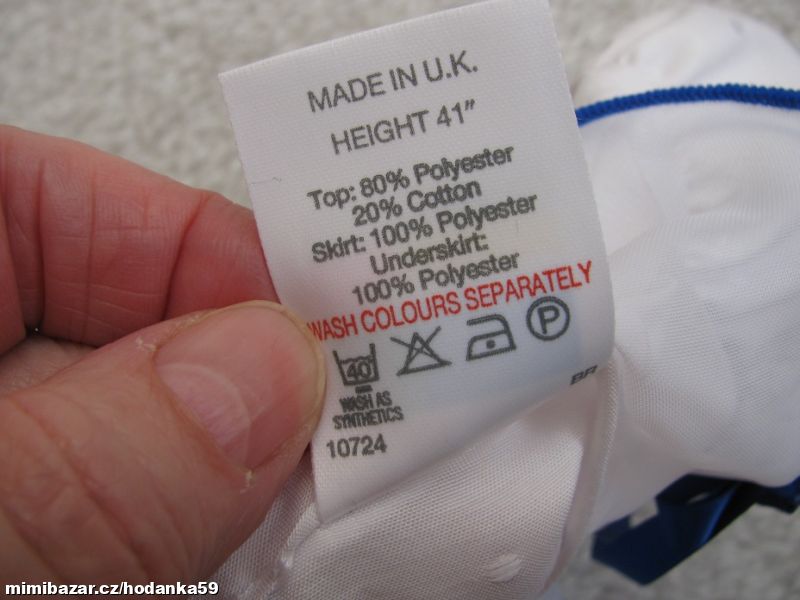 MADE IN U.K.
HEIGHT 41"
Top: 80% Polyester
20% Cotton
Skirt: 100% Polyester
Underskirt:
100% Polyester
WASH COLOURS SEPARATELY
40
P
WASH AS
SYNTHETICS
10724
BR
mimibazar.cz/hodanka59